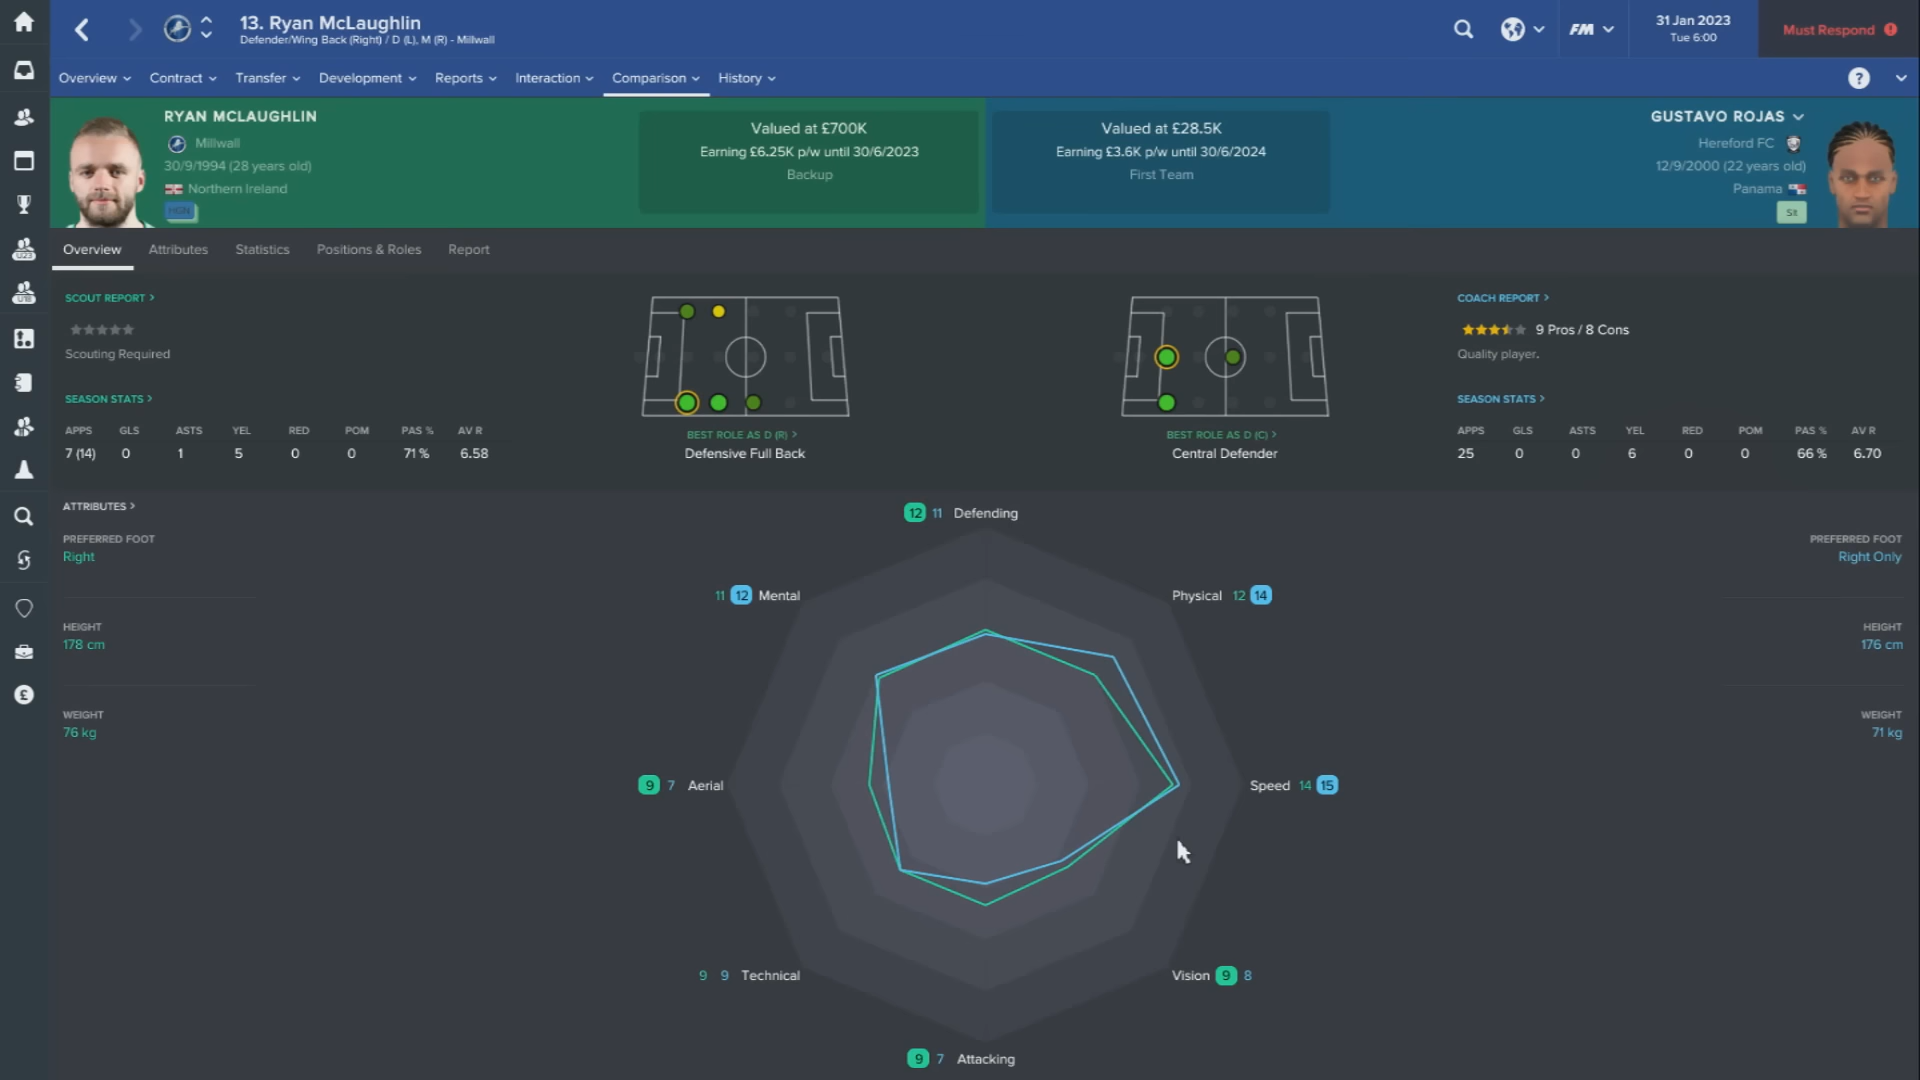 13. Ryan McLaughlin
Defender/Wing Back (Right) / D (L), M (R) - Millwall
FM
31 Jan 2023
Tue 6:00
Must Respond
Overview
Contract
Transfer
Development
Reports
Interaction
Comparison
History
?
RYAN MCLAUGHLIN
Millwall
30/9/1994 (28 years old)
Northern Ireland
HGN
Valued at £700K
Earning £6.25K p/w until 30/6/2023
Backup
Valued at £28.5K
Earning £3.6K p/w until 30/6/2024
First Team
GUSTAVO ROJAS
Hereford FC
12/9/2000 (22 years old)
Panama
Slt
U23
U18
Overview
Attributes
Statistics
Positions & Roles
Report
SCOUT REPORT >
Scouting Required
SEASON STATS >
APPS GLS ASTS YEL RED POM PAS % AV R
7 (14) 0 1 5 0 0 71 % 6.58
BEST ROLE AS D (R) >
Defensive Full Back
BEST ROLE AS D (C) >
Central Defender
COACH REPORT >
9 Pros / 8 Cons
Quality player.
SEASON STATS >
APPS GLS ASTS YEL RED POM PAS % AV R
25 0 0 6 0 0 66 % 6.70
ATTRIBUTES >
PREFERRED FOOT
Right
HEIGHT
178 cm
WEIGHT
76 kg
12 11 Defending
11 12 Mental
Physical 12 14
9 7 Aerial
Speed 14 15
9 9 Technical
Vision 9 8
9 7 Attacking
PREFERRED FOOT
Right Only
HEIGHT
176 cm
WEIGHT
71 kg